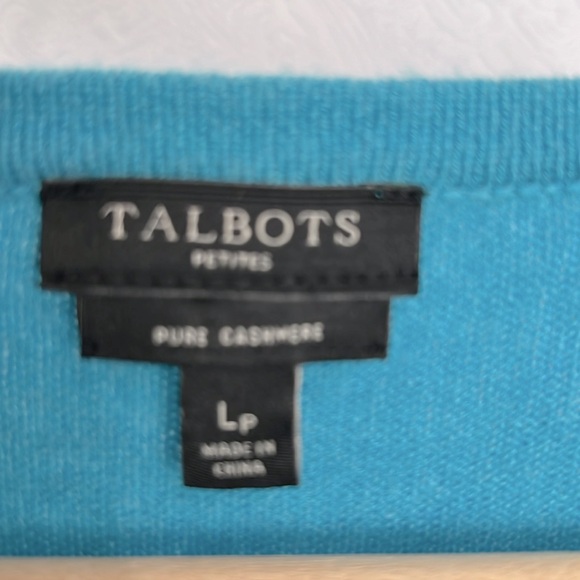 TALBOTS
PETITES
PURE CASHMERE
LP
MADE IN
CHINA